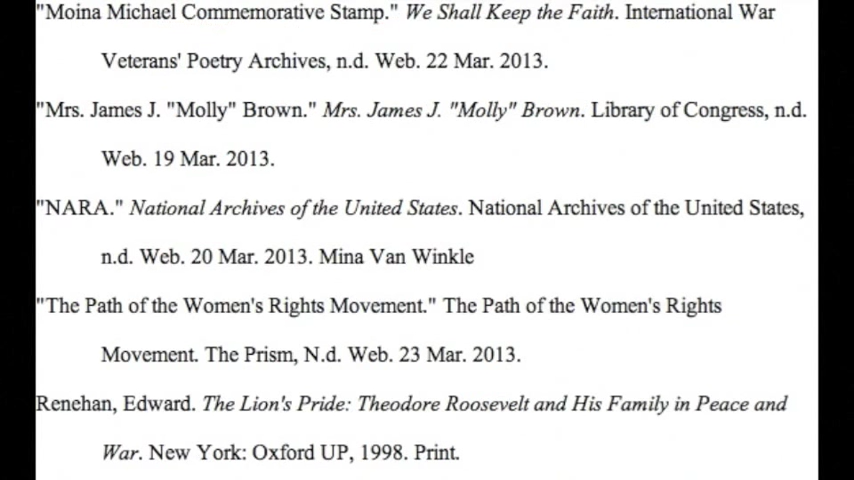 "Moina Michael Commemorative Stamp." We Shall Keep the Faith. International War
Veterans' Poetry Archives, n.d. Web. 22 Mar. 2013.
"Mrs. James J. "Molly" Brown." Mrs. James J. "Molly" Brown. Library of Congress, n.d.
Web. 19 Mar. 2013.
"NARA." National Archives of the United States. National Archives of the United States,
n.d. Web. 20 Mar. 2013. Mina Van Winkle
"The Path of the Women's Rights Movement." The Path of the Women's Rights
Movement. The Prism, N.d. Web. 23 Mar. 2013.
Renehan, Edward. The Lion's Pride: Theodore Roosevelt and His Family in Peace and
War. New York: Oxford UP, 1998. Print.